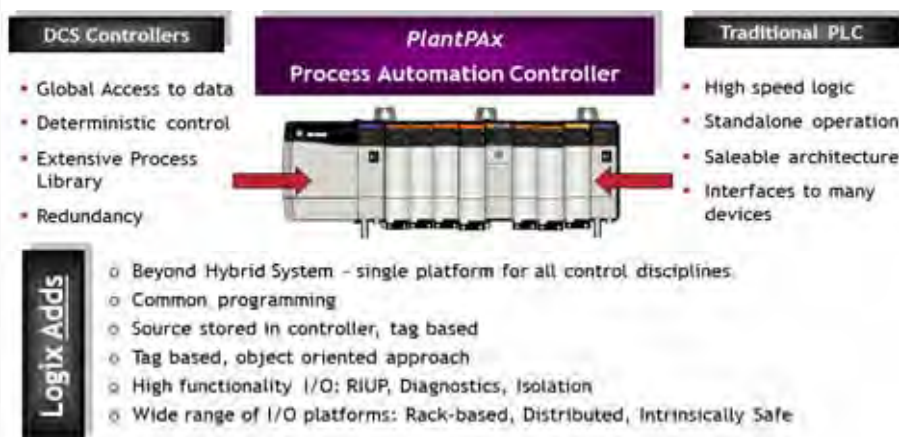 DCS Controllers
• Global Access to data
• Deterministic control
• Extensive Process
Library
• Redundancy
PlantPAx
Process Automation Controller
Traditional PLC
• High speed logic
• Standalone operation
• Saleable architecture
• Interfaces to many
devices
Logix Adds
o Beyond Hybrid System – single platform for all control disciplines
o Common programming
o Source stored in controller, tag based
o Tag based, object oriented approach
o High functionality I/O: RIUP, Diagnostics, Isolation
o Wide range of I/O platforms: Rack-based, Distributed, Intrinsically Safe